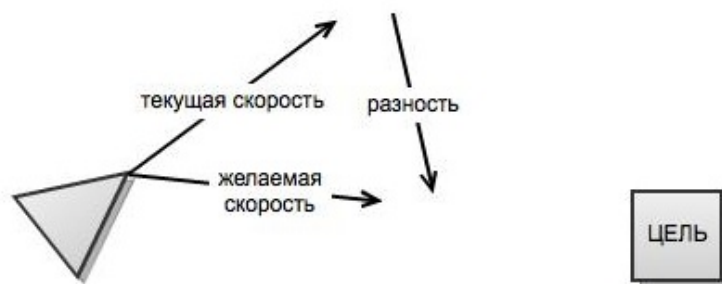 текущая скорость
разность
желаемая
скорость
ЦЕЛЬ